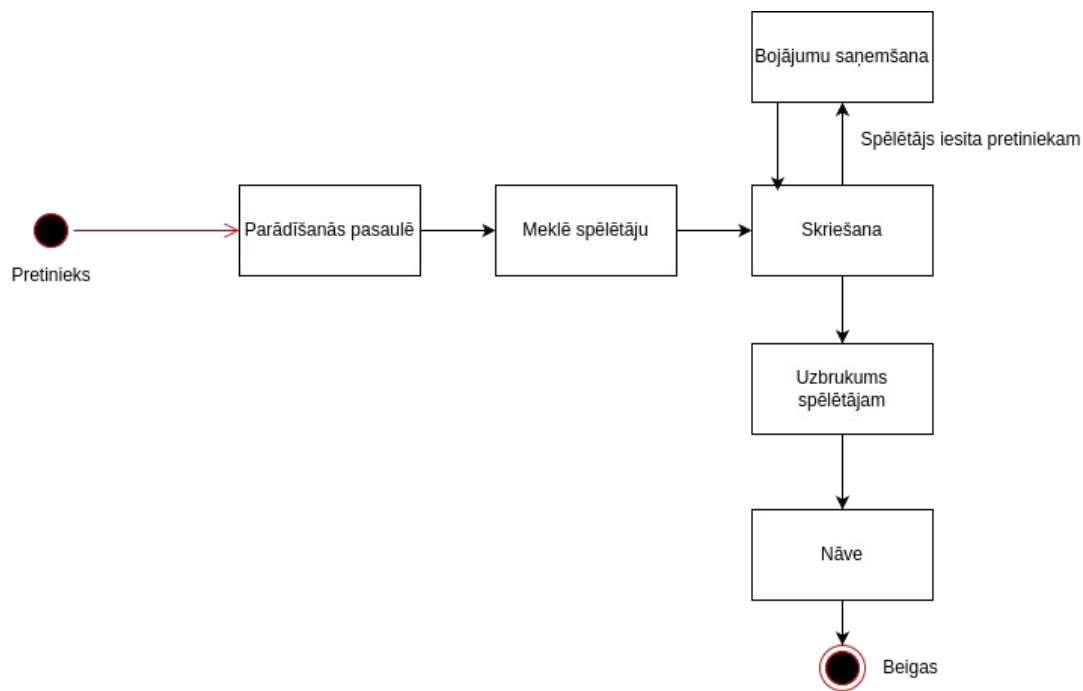 Bojājumu saņemšana
Spēlētājs iesita pretiniekam
Parādīšanās pasaulē
Meklē spēlētāju
Skriešana
Pretinieks
Uzbrukums
spēlētājam
Nāve
Beigas